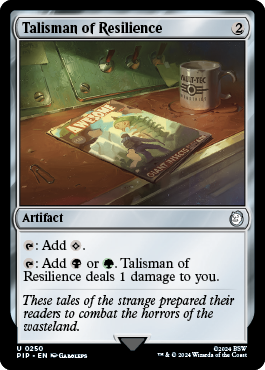 Talisman of Resilience 2
AWESOME
VAULT-TEC
Artifact
: Add .
: Add or . Talisman of
Resilience deals 1 damage to you.
These tales of the strange prepared their
readers to combat the horrors of the
wasteland.
U 0250
PIP • EN GABOLEPS
©2024 BSW
™ & © 2024 Wizards of the Coast